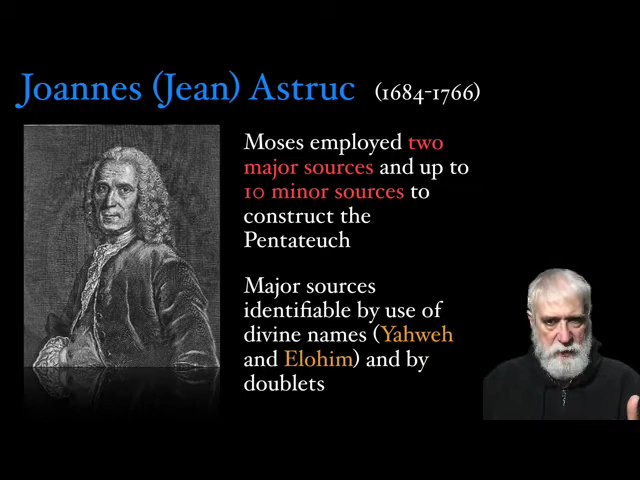 Joannes (Jean) Astruc (1684-1766)
Moses employed two
major sources and up to
10 minor sources to
construct the
Pentateuch
Major sources
identifiable by use of
divine names (Yahweh
and Elohim) and by
doublets